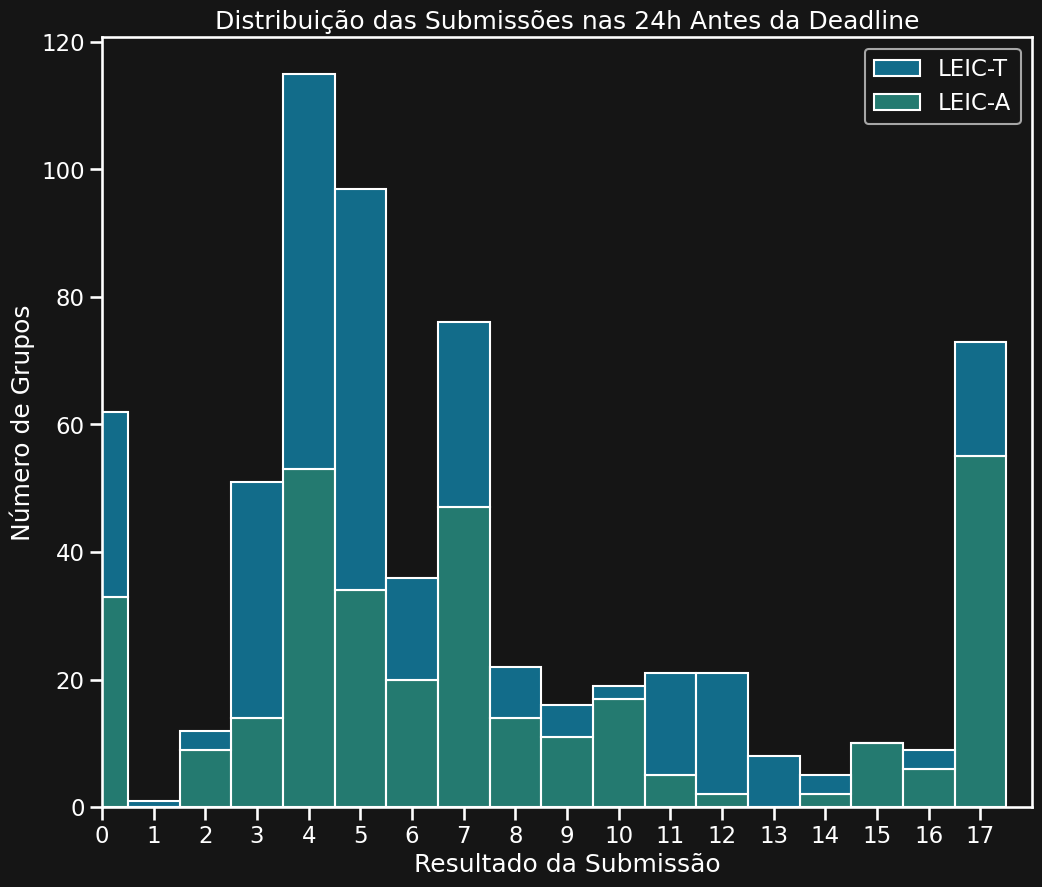 Distribuição das Submissões nas 24h Antes da Deadline
LEIC-T
LEIC-A
Número de Grupos
120
100
80
60
40
20
0
0 1 2 3 4 5 6 7 8 9 10 11 12 13 14 15 16 17
Resultado da Submissão